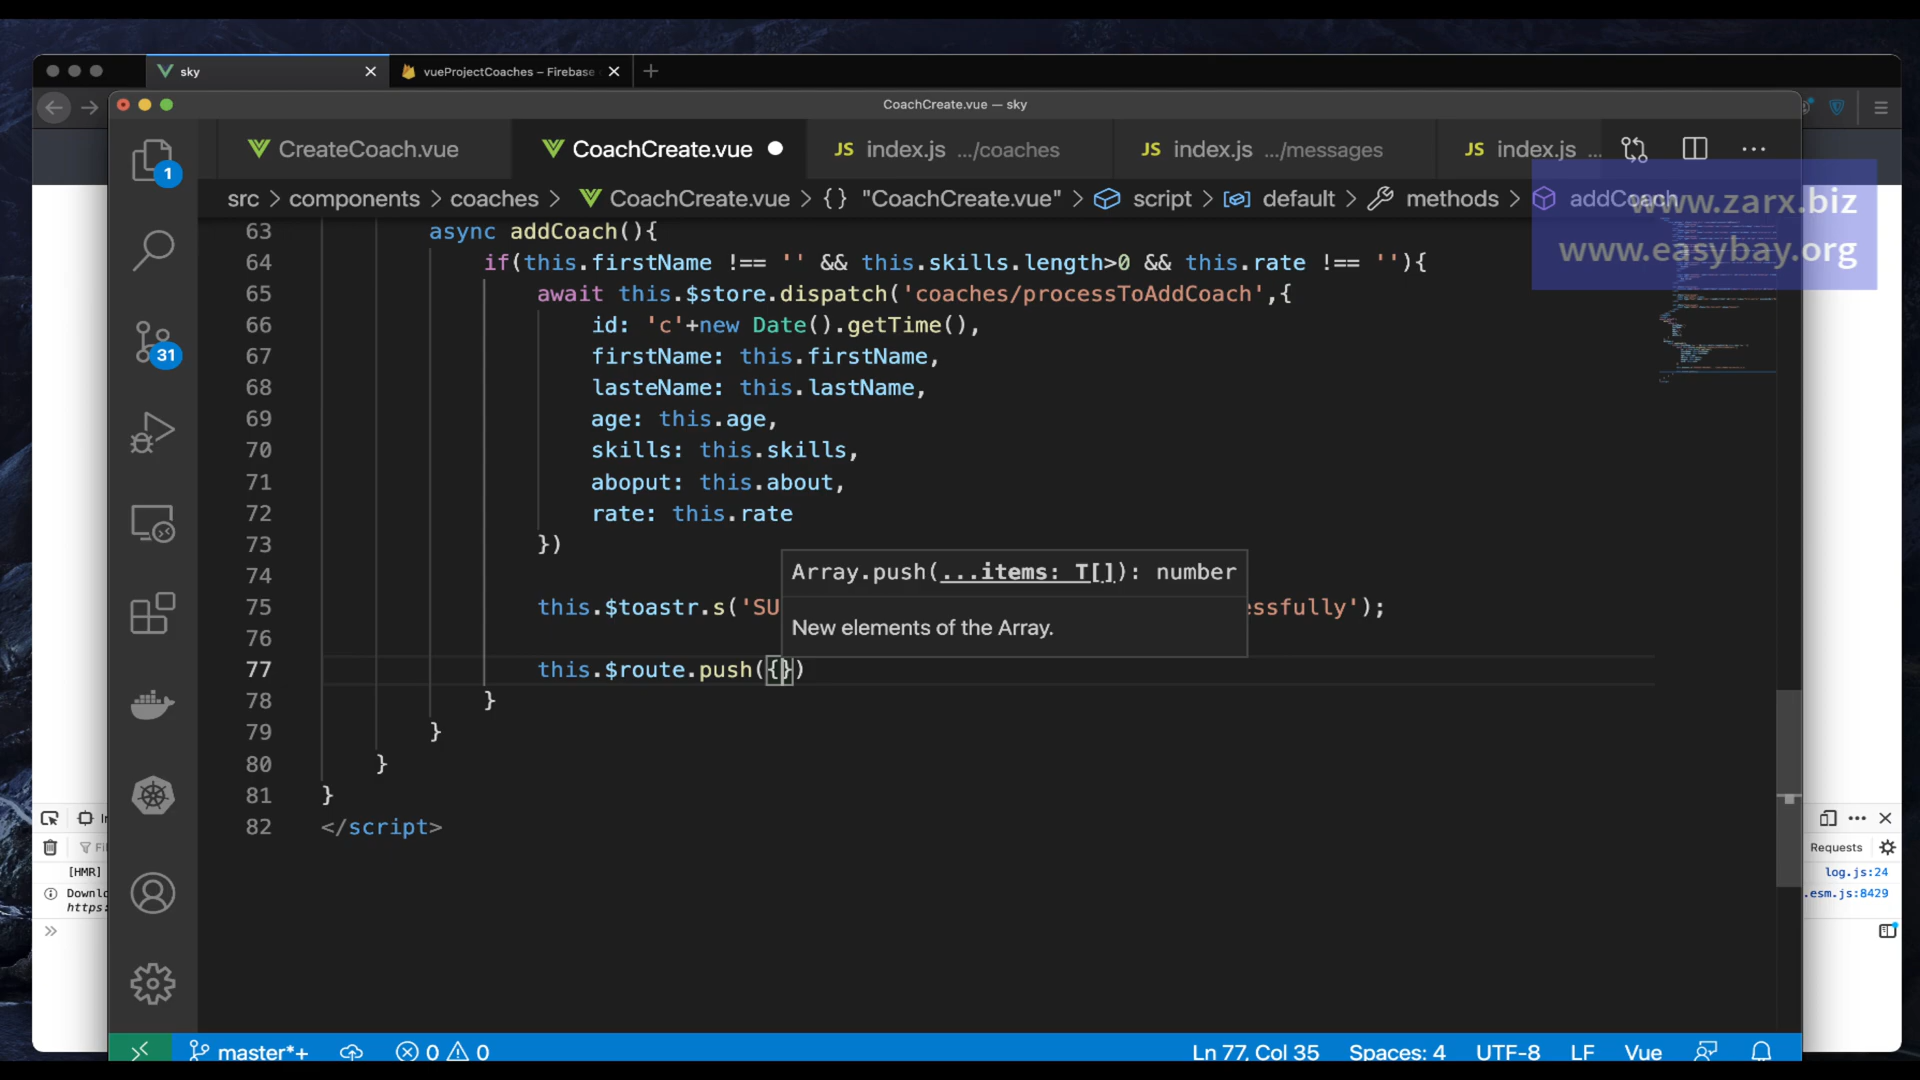 sky
vueProjectCoaches – Firebase
CoachCreate.vue — sky
CreateCoach.vue
CoachCreate.vue
JS index.js .../coaches
JS index.js .../messages
JS index.js ...
1
31
src > components > coaches > CoachCreate.vue > {} "CoachCreate.vue" > script > default > methods > addCoach
www.zarx.biz
www.easybay.org
63 async addCoach(){
64 if(this.firstName !== '' && this.skills.length>0 && this.rate !== ''){
65 await this.$store.dispatch('coaches/processToAddCoach',{
66 id: 'c'+new Date().getTime(),
67 firstName: this.firstName,
68 lasteName: this.lastName,
69 age: this.age,
70 skills: this.skills,
71 aboput: this.about,
72 rate: this.rate
73 })
74
Array.push(...items: T[]): number
75 this.$toastr.s('SU ssfully');
New elements of the Array.
76
77 this.$route.push({})
78 }
79 }
80 }
81 }
82 </script>
[HMR]
Requests
log.js:24
.esm.js:8429
https:
master*+
0
0
Ln 77, Col 35
Spaces: 4
UTF-8
LF
Vue